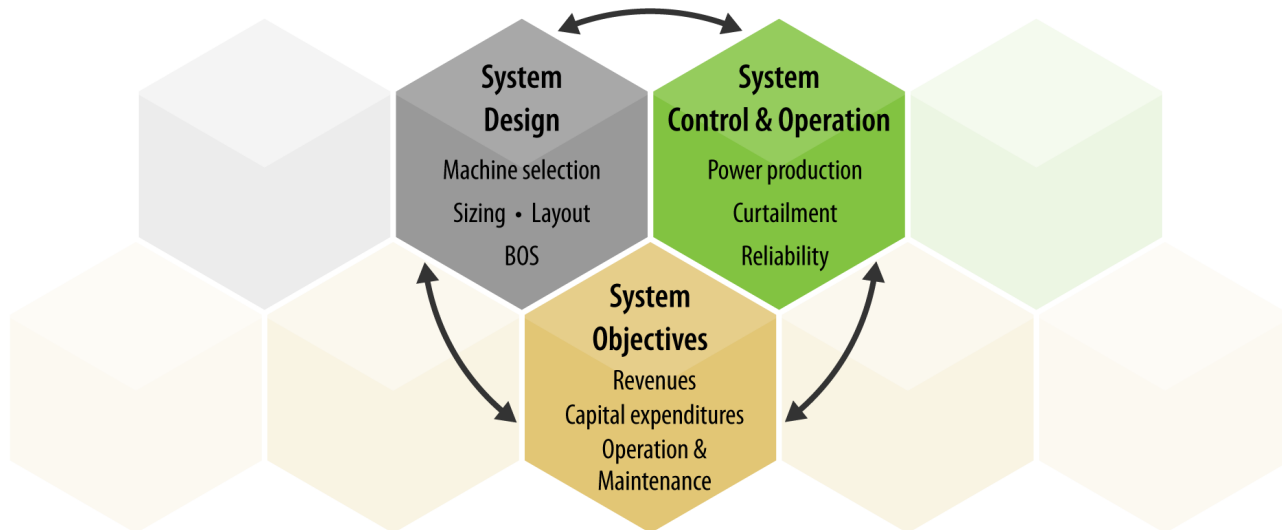 System
Design
Machine selection
Sizing • Layout
BOS
System
Control & Operation
Power production
Curtailment
Reliability
System
Objectives
Revenues
Capital expenditures
Operation &
Maintenance